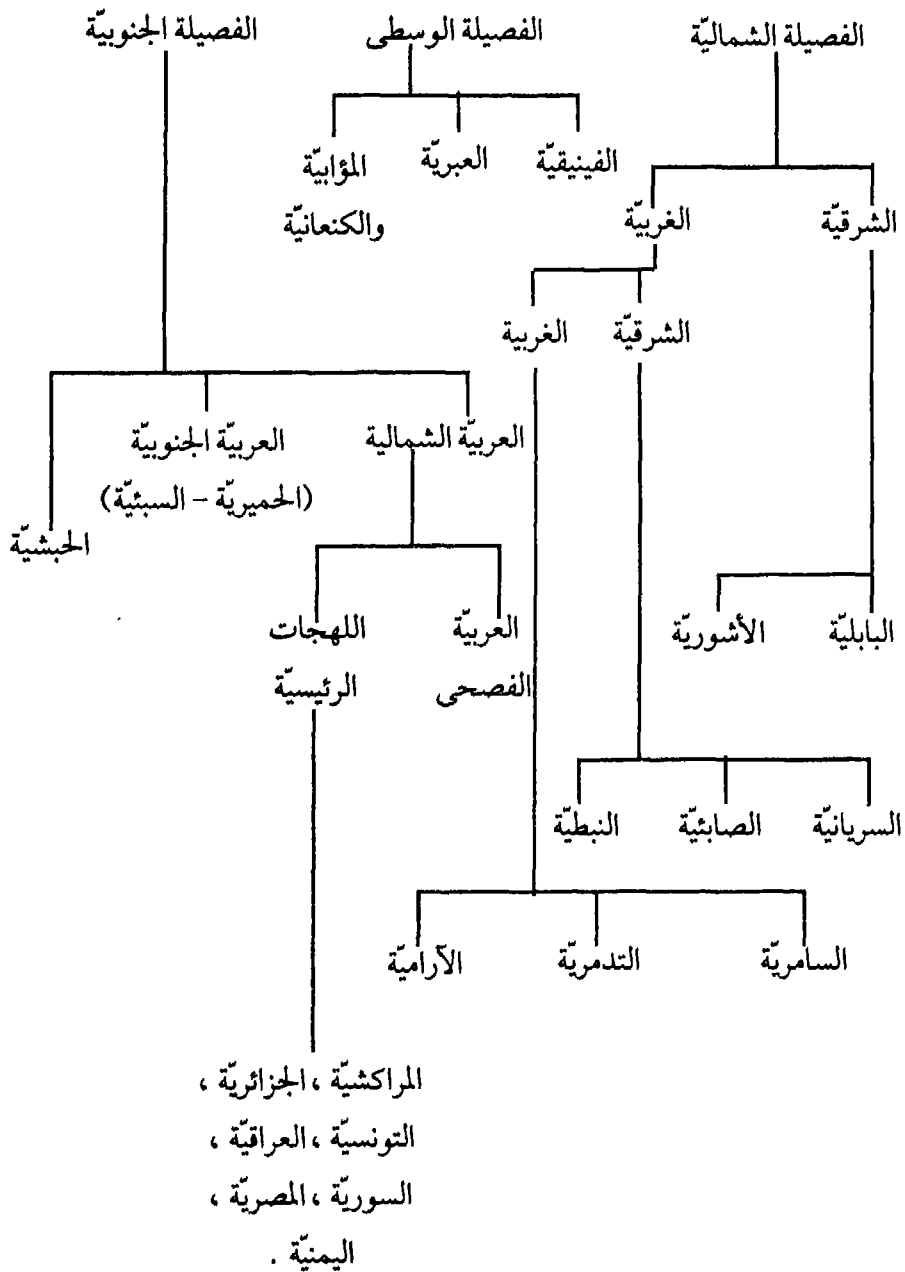 الفصيلة الشماليّة
الفصيلة الوسطى
الفصيلة الجنوبيّة
الفينيقيّة
العبريّة
المؤابيّة
والكنعانيّة
الشرقيّة
الغربيّة
الشرقيّة
الغربية
العربيّة الشمالية
العربيّة الجنوبيّة
(الحميريّة – السبئيّة)
الحبشيّة
البابليّة
الأشوريّة
العربيّة
الفصحى
اللهجات
الرئيسيّة
السريانيّة
الصابئيّة
النبطيّة
السامريّة
التدمريّة
الآراميّة
المراكشيّة ، الجزائريّة ،
التونسيّة ، العراقيّة ،
السوريّة ، المصريّة ،
اليمنيّة .